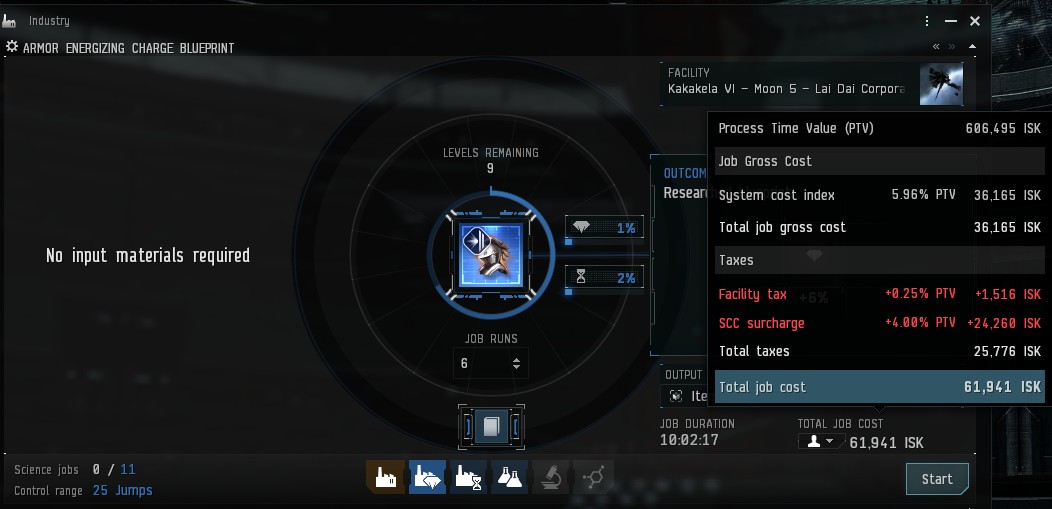 Industry
ARMOR ENERGIZING CHARGE BLUEPRINT
FACILITY
Kakakela VI - Moon 5 - Lai Dai Corpora
LEVELS REMAINING
9
1%
2%
No input materials required
JOB RUNS
6
OUTCOM
Resear
Process Time Value (PTV) 606,495 ISK
Job Gross Cost
System cost index 5.96% PTV 36,165 ISK
Total job gross cost 36,165 ISK
Taxes
+6%
Facility tax +0.25% PTV +1,516 ISK
SCC surcharge +4.00% PTV +24,260 ISK
Total taxes 25,776 ISK
Total job cost 61,941 ISK
OUTPUT
Ite
JOB DURATION
10:02:17
TOTAL JOB COST
61,941 ISK
Science jobs 0 / 11
Control range 25 Jumps
Start